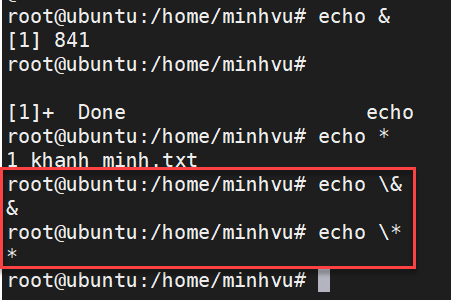 root@ubuntu:/home/minhvu# echo &
[1] 841
root@ubuntu:/home/minhvu#
[1]+  Done                    echo
root@ubuntu:/home/minhvu# echo *
1 khanh minh.txt
root@ubuntu:/home/minhvu# echo \&
&
root@ubuntu:/home/minhvu# echo \*
*
root@ubuntu:/home/minhvu#